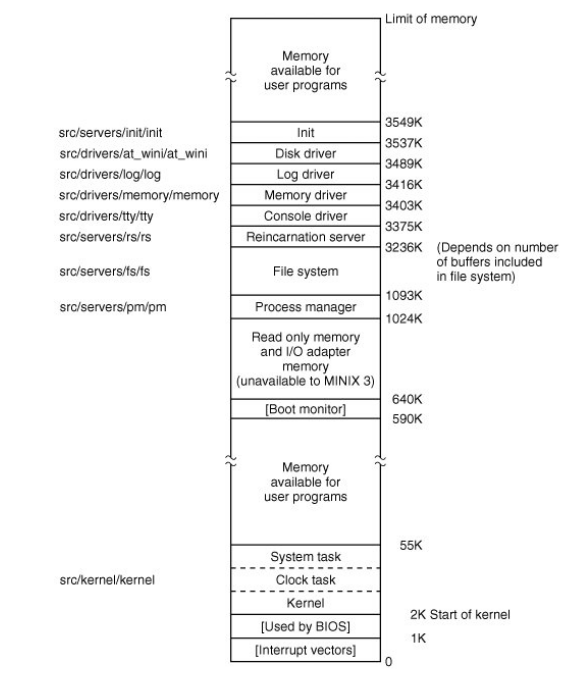 Limit of memory
Memory
available for
user programs
3549K
src/servers/init/init Init
3537K
src/drivers/at_wini/at_wini Disk driver
3489K
src/drivers/log/log Log driver
3416K
src/drivers/memory/memory Memory driver
3403K
src/drivers/tty/tty Console driver
3375K
src/servers/rs/rs Reincarnation server
3236K (Depends on number
of buffers included
in file system)
src/servers/fs/fs File system
1093K
src/servers/pm/pm Process manager
1024K
Read only memory
and I/O adapter
memory
(unavailable to MINIX 3)
640K
[Boot monitor]
590K
Memory
available for
user programs
55K
System task
src/kernel/kernel Clock task
Kernel
2K Start of kernel
[Used by BIOS]
1K
[Interrupt vectors]
0